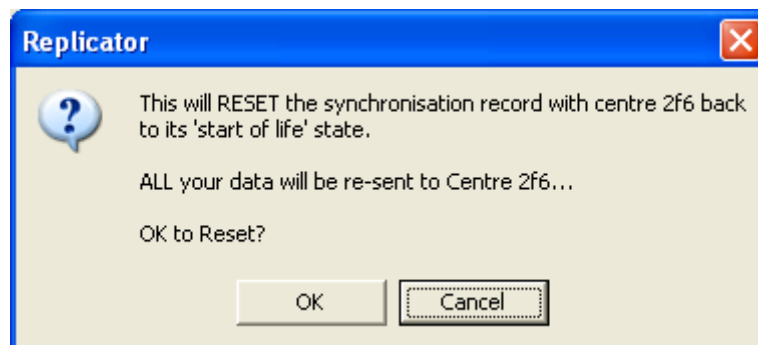 Replicator
This will RESET the synchronisation record with centre 2f6 back
to its 'start of life' state.
ALL your data will be re-sent to Centre 2f6...
OK to Reset?
OK
Cancel